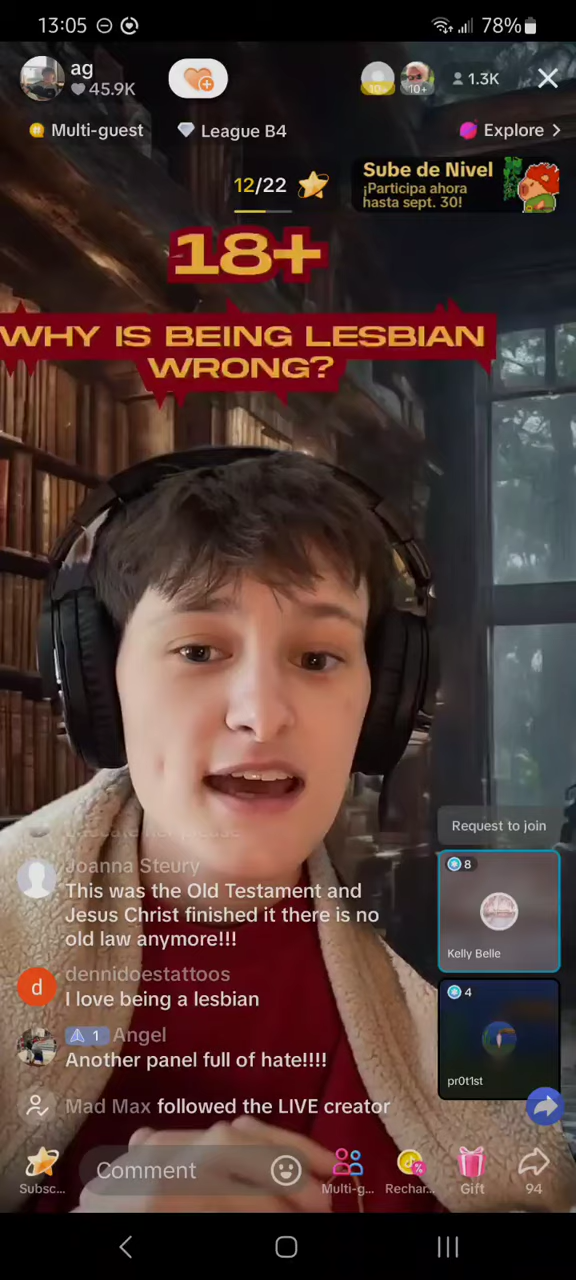 13:05
78%
ag
45.9K
10+
10+
1.3K
Multi-guest
League B4
Explore >
12/22
Sube de Nivel
¡Participa ahora
hasta sept. 30!
18+
WHY IS BEING LESBIAN
WRONG?
Request to join
please
Joanna Steury
This was the Old Testament and
Jesus Christ finished it there is no
old law anymore!!!
8
Kelly Belle
d
dennidoestattoos
I love being a lesbian
4
1 Angel
Another panel full of hate!!!!
pr0t1st
Mad Max followed the LIVE creator
Comment
Subsc...
Multi-g...
Rechar...
Gift
94